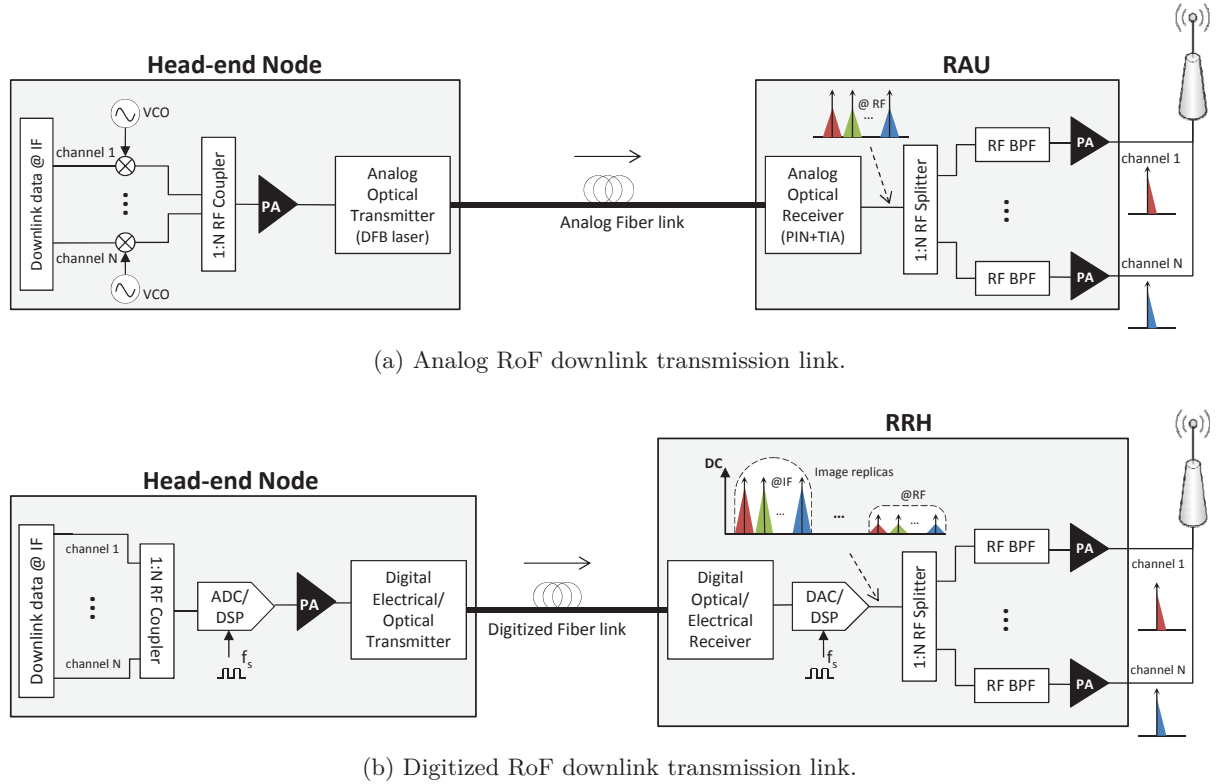 Head-end Node
RAU
VCO
Downlink data @ IF
channel 1
...
channel N
VCO
1:N RF Coupler
PA
Analog
Optical
Transmitter
(DFB laser)
Analog Fiber link
@ RF
...
Analog
Optical
Receiver
(PIN+TIA)
1:N RF Splitter
RF BPF
PA
channel 1
...
RF BPF
PA
channel N
(a) Analog RoF downlink transmission link.
Head-end Node
RRH
Downlink data @ IF
channel 1
...
channel N
1:N RF Coupler
ADC/
DSP
fs
PA
Digital
Electrical/
Optical
Transmitter
Digitized Fiber link
DC
@IF
...
Image replicas
...
@RF
...
Digital
Optical/
Electrical
Receiver
DAC/
DSP
fs
1:N RF Splitter
RF BPF
PA
channel 1
...
RF BPF
PA
channel N
(b) Digitized RoF downlink transmission link.